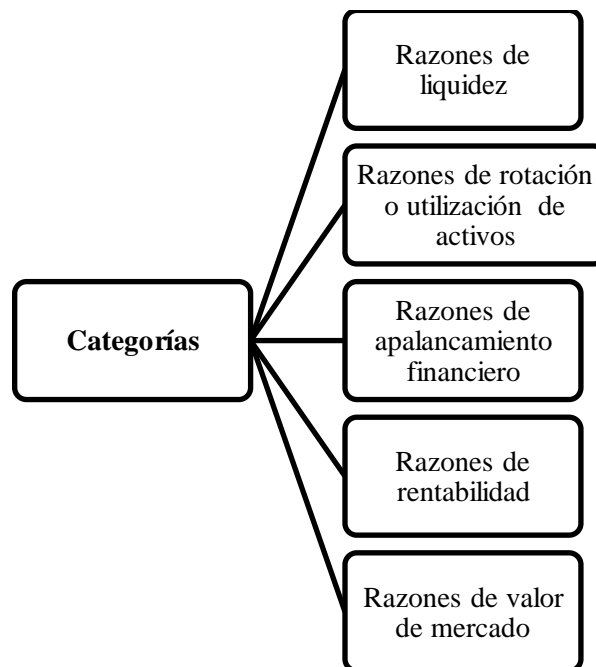 Categorías
Razones de
liquidez
Razones de rotación
o utilización de
activos
Razones de
apalancamiento
financiero
Razones de
rentabilidad
Razones de valor
de mercado